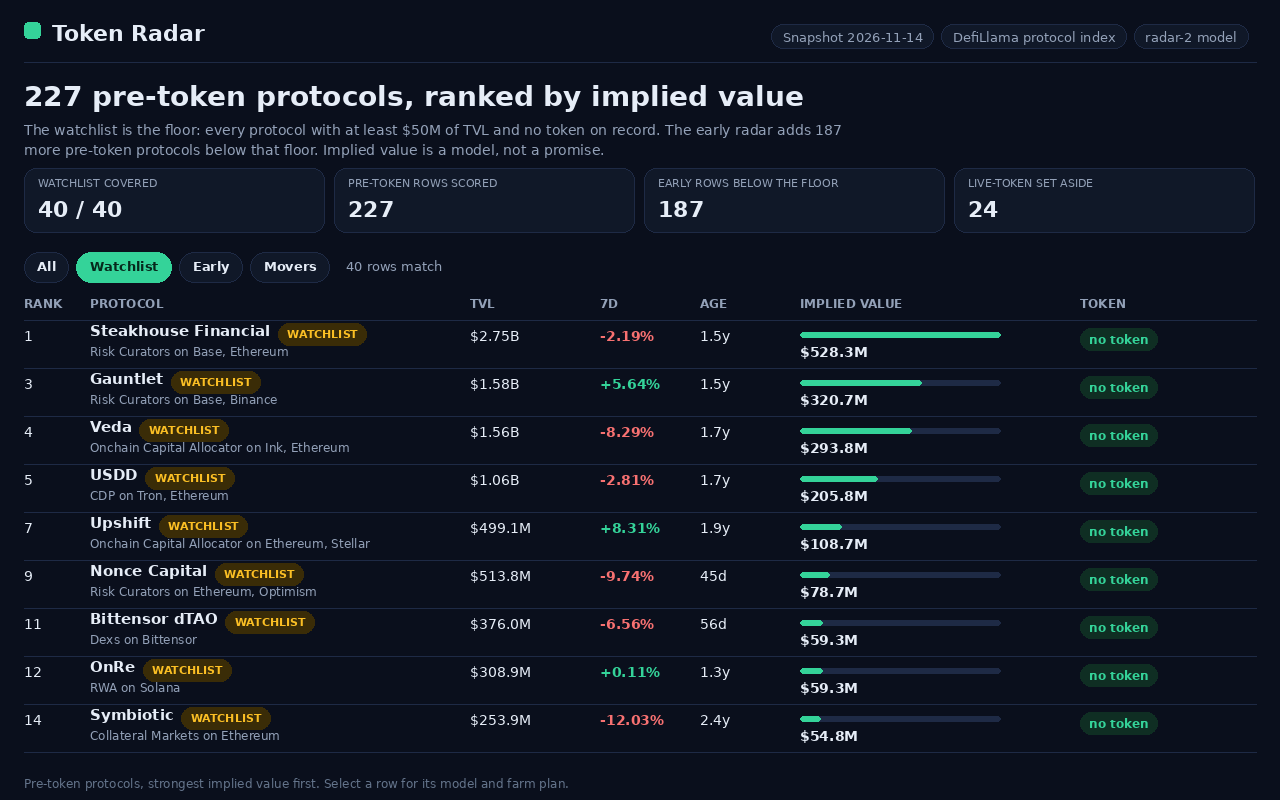 Token Radar
Snapshot 2026-11-14
DefiLlama protocol index
radar-2 model
227 pre-token protocols, ranked by implied value
The watchlist is the floor: every protocol with at least $50M of TVL and no token on record. The early radar adds 187
more pre-token protocols below that floor. Implied value is a model, not a promise.
WATCHLIST COVERED
40 / 40
PRE-TOKEN ROWS SCORED
227
EARLY ROWS BELOW THE FLOOR
187
LIVE-TOKEN SET ASIDE
24
All Watchlist Early Movers 40 rows match
RANK PROTOCOL TVL 7D AGE IMPLIED VALUE TOKEN
1 Steakhouse Financial WATCHLIST $2.75B -2.19% 1.5y no token
Risk Curators on Base, Ethereum $528.3M
3 Gauntlet WATCHLIST $1.58B +5.64% 1.5y no token
Risk Curators on Base, Binance $320.7M
4 Veda WATCHLIST $1.56B -8.29% 1.7y no token
Onchain Capital Allocator on Ink, Ethereum $293.8M
5 USDD WATCHLIST $1.06B -2.81% 1.7y no token
CDP on Tron, Ethereum $205.8M
7 Upshift WATCHLIST $499.1M +8.31% 1.9y no token
Onchain Capital Allocator on Ethereum, Stellar $108.7M
9 Nonce Capital WATCHLIST $513.8M -9.74% 45d no token
Risk Curators on Ethereum, Optimism $78.7M
11 Bittensor dTAO WATCHLIST $376.0M -6.56% 56d no token
Dexs on Bittensor $59.3M
12 OnRe WATCHLIST $308.9M +0.11% 1.3y no token
RWA on Solana $59.3M
14 Symbiotic WATCHLIST $253.9M -12.03% 2.4y no token
Collateral Markets on Ethereum $54.8M
Pre-token protocols, strongest implied value first. Select a row for its model and farm plan.